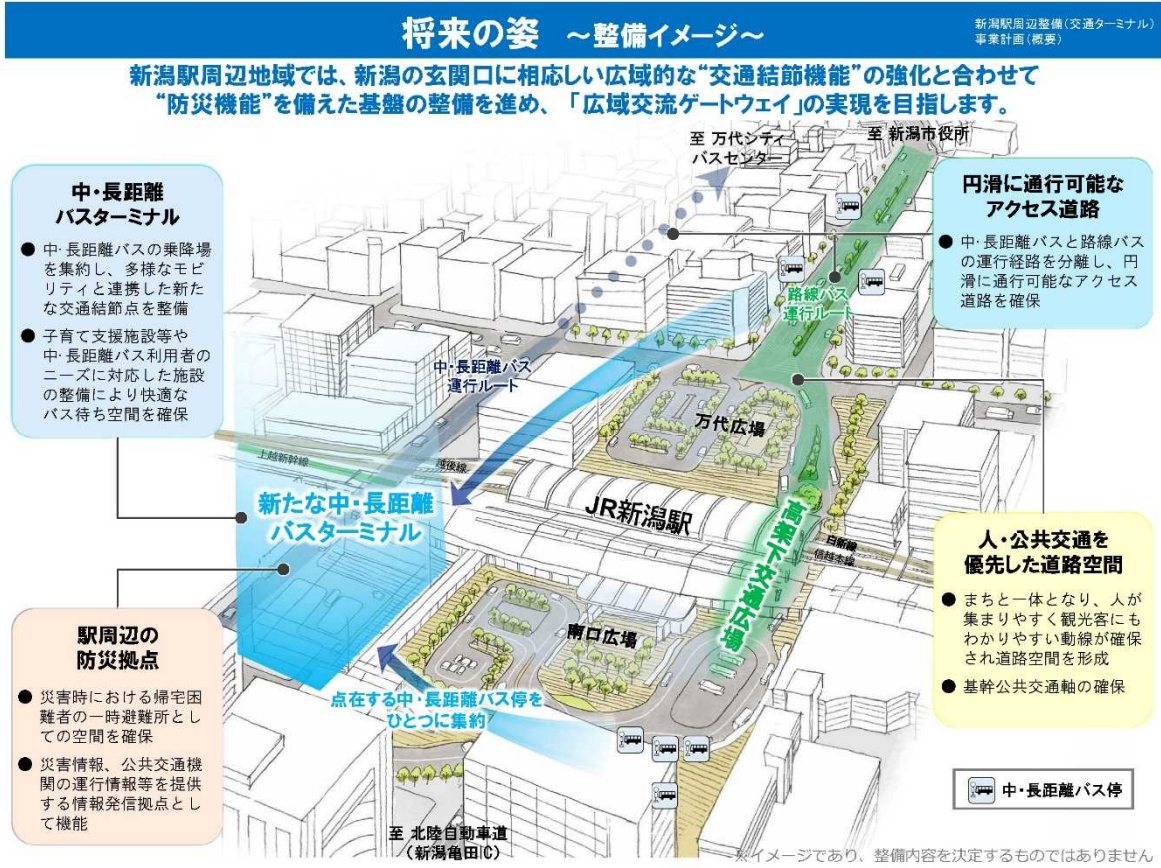 将来の姿 ～整備イメージ～
新潟駅周辺整備(交通ターミナル)
事業計画(概要)
新潟駅周辺地域では、新潟の玄関口に相応しい広域的な“交通結節機能”の強化と合わせて
“防災機能”を備えた基盤の整備を進め、「広域交流ゲートウェイ」の実現を目指します。
中・長距離
バスターミナル
● 中・長距離バスの乗降場
を集約し、多様なモビ
リティと連携した新た
な交通結節点を整備
● 子育て支援施設等や
中・長距離バス利用者の
ニーズに対応した施設
の整備により快適な
バス待ち空間を確保
至 万代シティ
バスセンター
至 新潟市役所
円滑に通行可能な
アクセス道路
● 中・長距離バスと路線バス
の運行経路を分離し、円
滑に通行可能なアクセス
道路を確保
路線バス
運行ルート
中・長距離バス
運行ルート
万代広場
上越新幹線
越後線
新たな中・長距離
バスターミナル
JR新潟駅
白新線
信越本線
高架下交通広場
人・公共交通を
優先した道路空間
● まちと一体となり、人が
集まりやすく観光客にも
わかりやすい動線が確保
され道路空間を形成
● 基幹公共交通軸の確保
駅周辺の
防災拠点
● 災害時における帰宅困
難者の一時避難所とし
ての空間を確保
● 災害情報、公共交通機
関の運行情報等を提供
する情報発信拠点とし
て機能
南口広場
点在する中・長距離バス停を
ひとつに集約
中・長距離バス停
至 北陸自動車道
(新潟亀田IC)
※イメージであり、整備内容を決定するものではありません